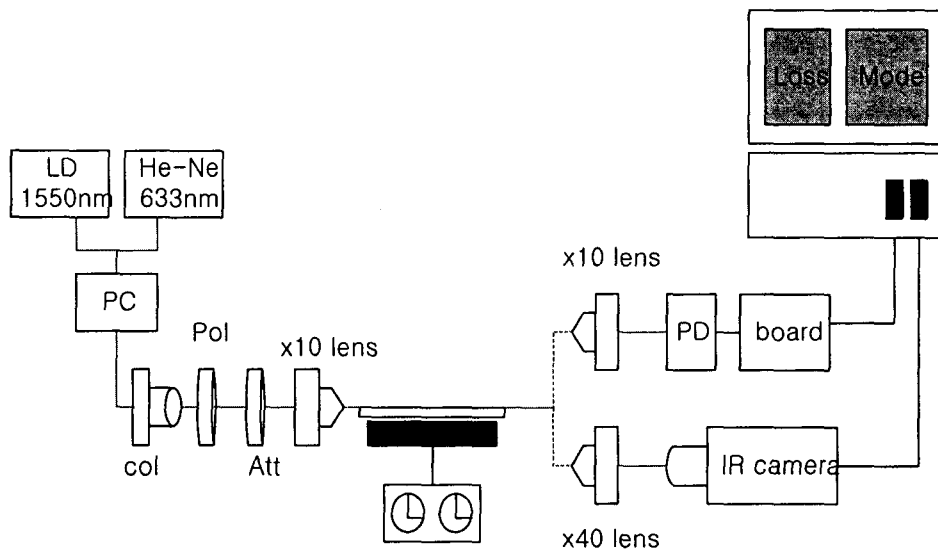 Loss
Mode
LD
1550nm
He-Ne
633nm
PC
Pol
x10 lens
col
Att
x10 lens
PD
board
IR camera
x40 lens